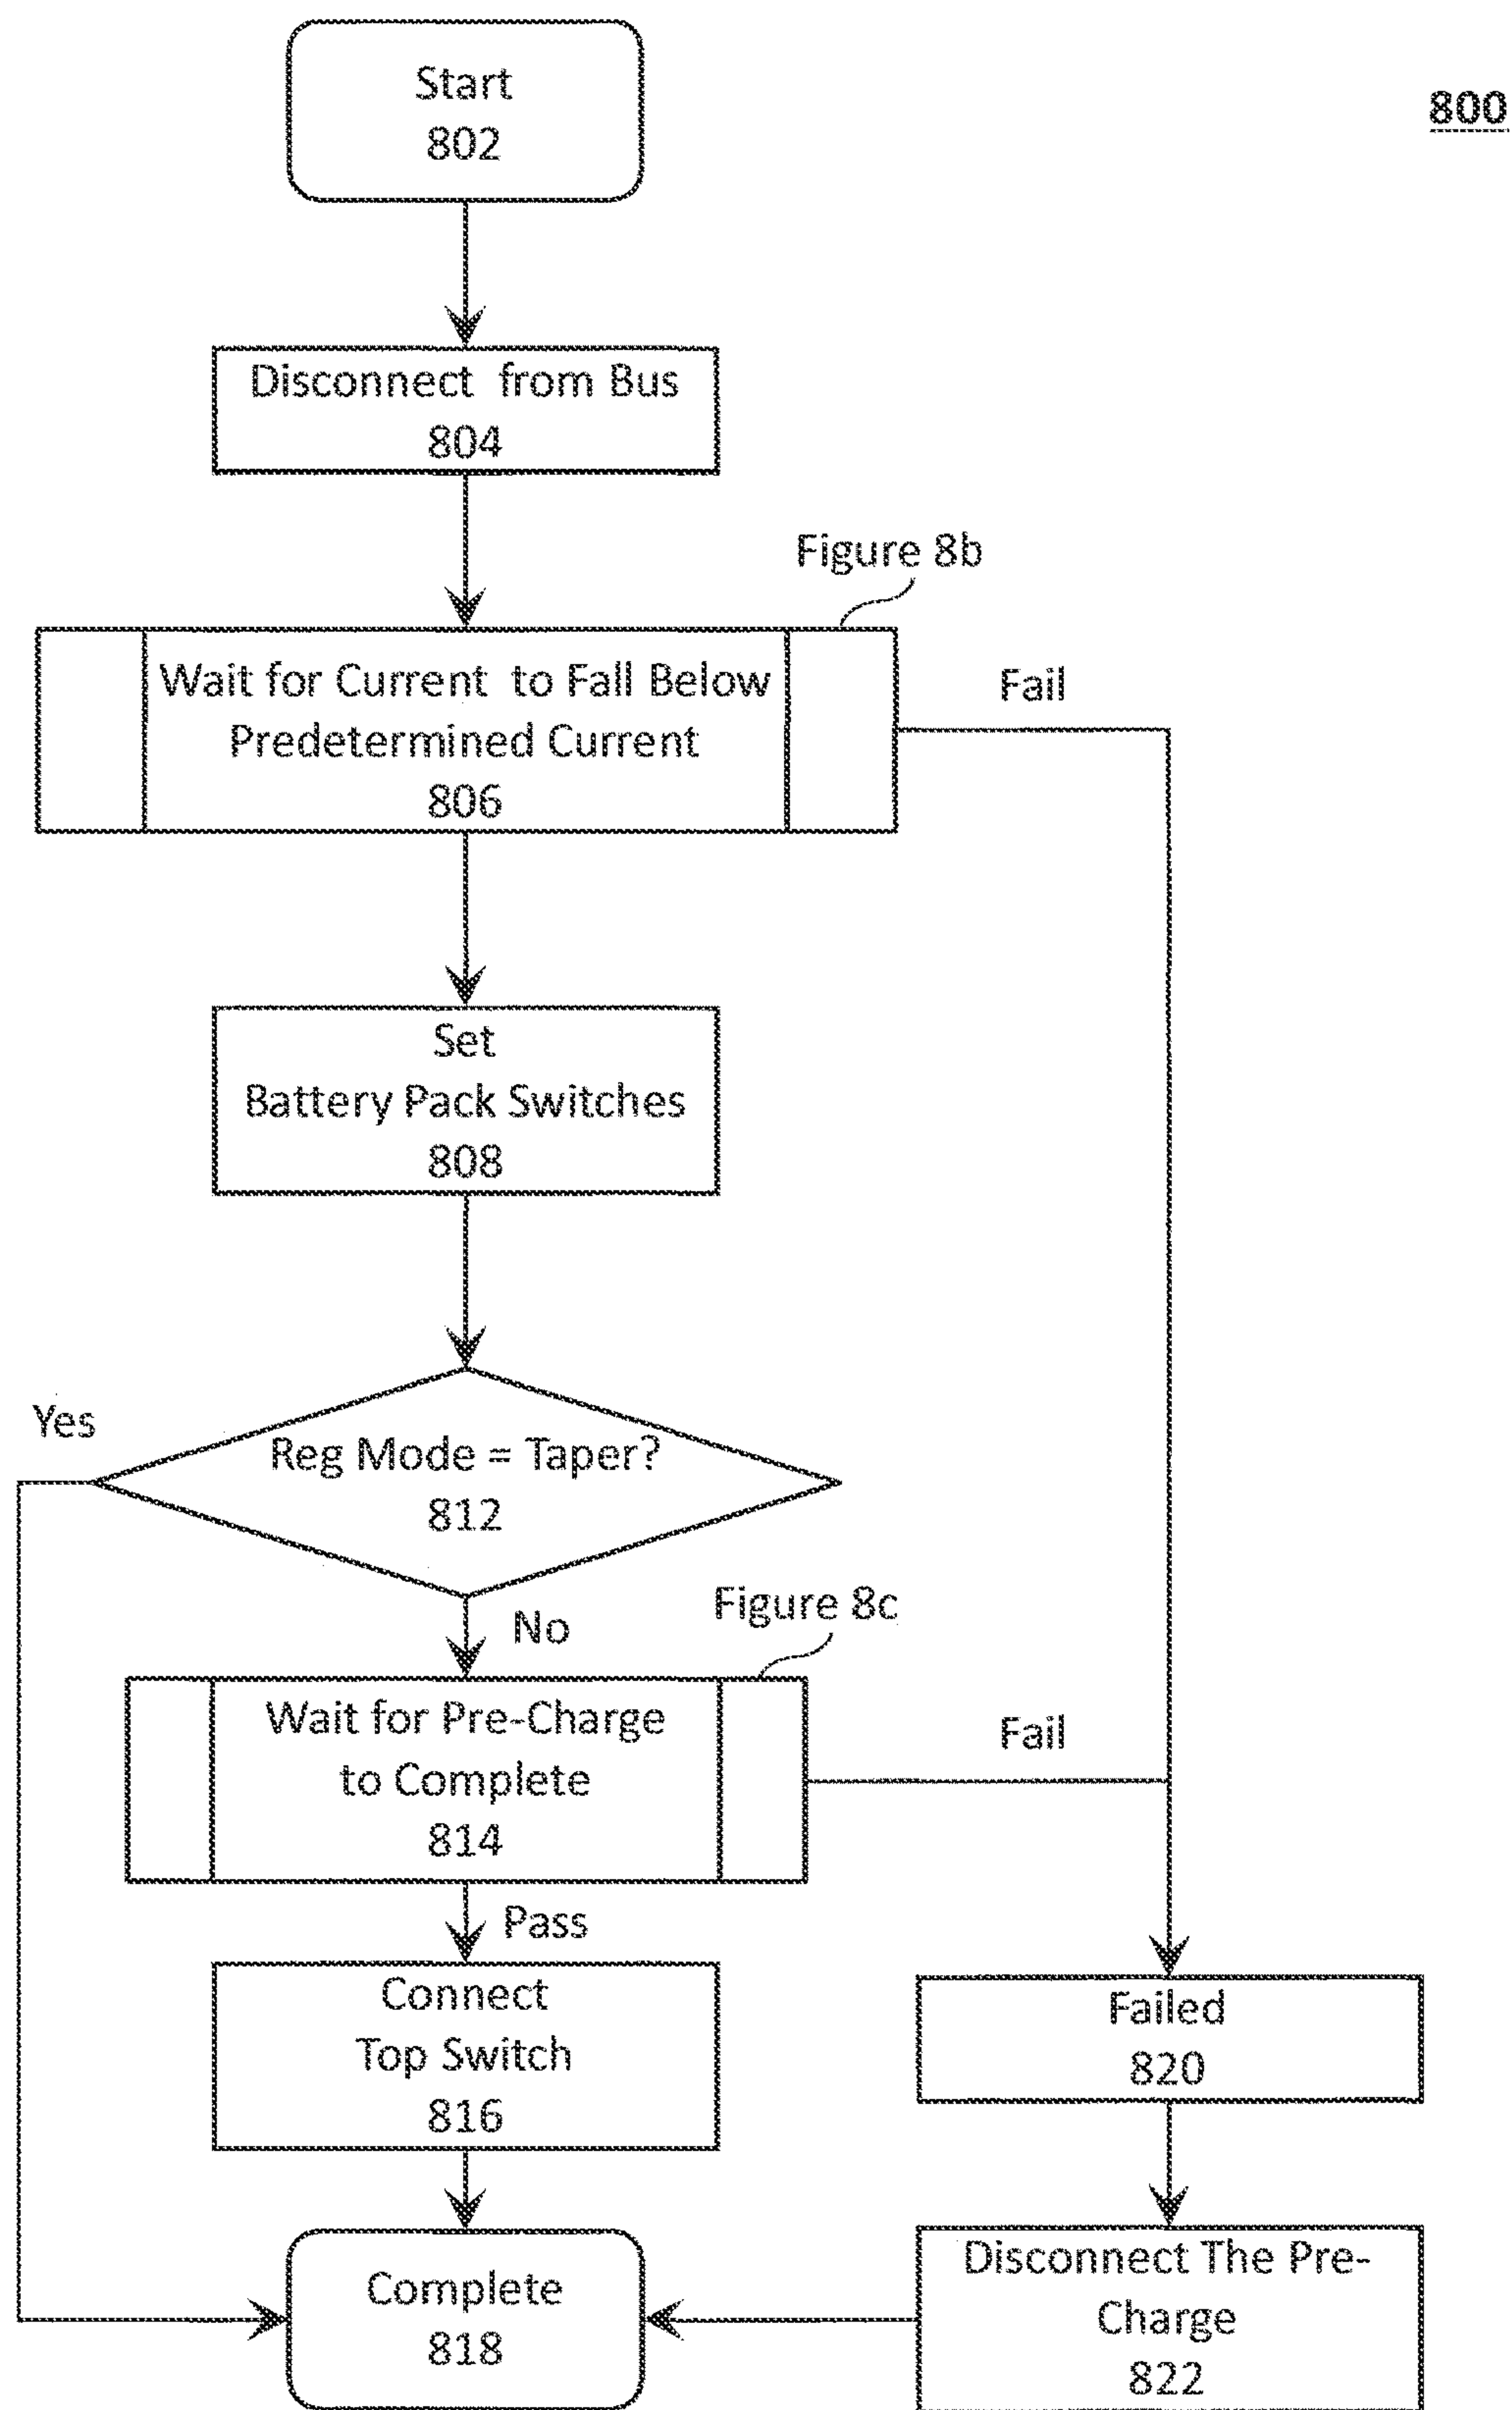 Start
802
800
Disconnect from Bus
804
Figure 8b
Wait for Current to Fall Below
Predetermined Current
806
Fail
Set
Battery Pack Switches
808
Yes
Reg Mode = Taper?
812
No
Figure 8c
Wait for Pre-Charge
to Complete
814
Fail
Pass
Connect
Top Switch
816
Failed
820
Complete
818
Disconnect The Pre-
Charge
822